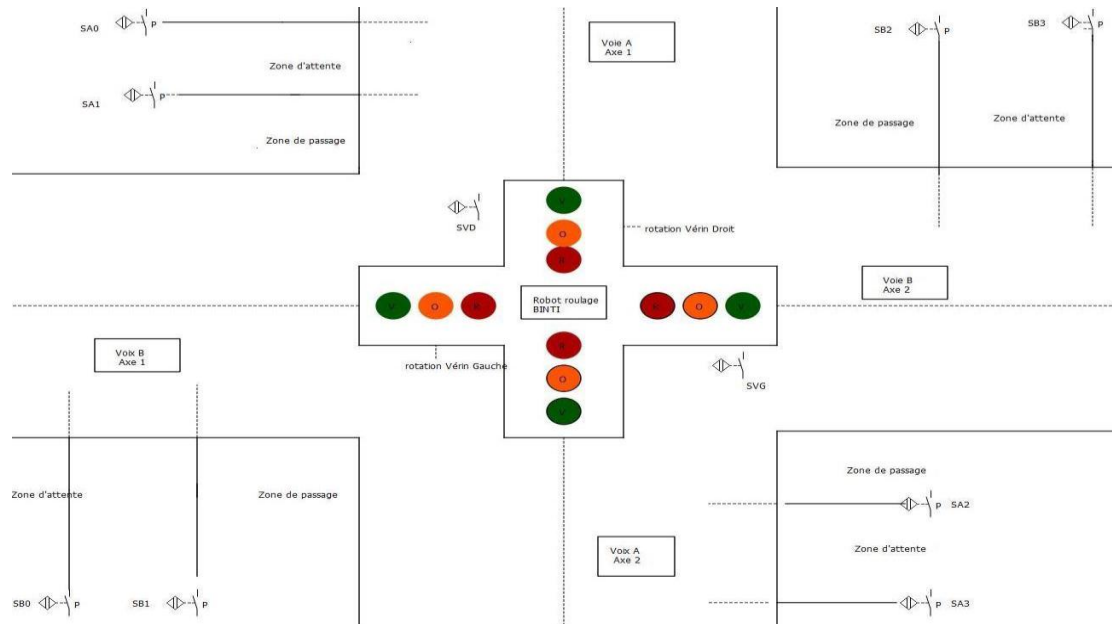 SA0
P
Zone d'attente
SA1
P
Zone de passage
Voie A
Axe 1
SB2
P
SB3
P
Zone de passage
Zone d'attente
SVD
V
O
R
rotation Vérin Droit
V
O
R
Robot roulage
BINTI
R
O
V
Voie B
Axe 2
Voix B
Axe 1
rotation Vérin Gauche
R
O
V
SVG
Zone d'attente
Zone de passage
SB0
P
SB1
P
Voix A
Axe 2
Zone de passage
P
SA2
Zone d'attente
P
SA3